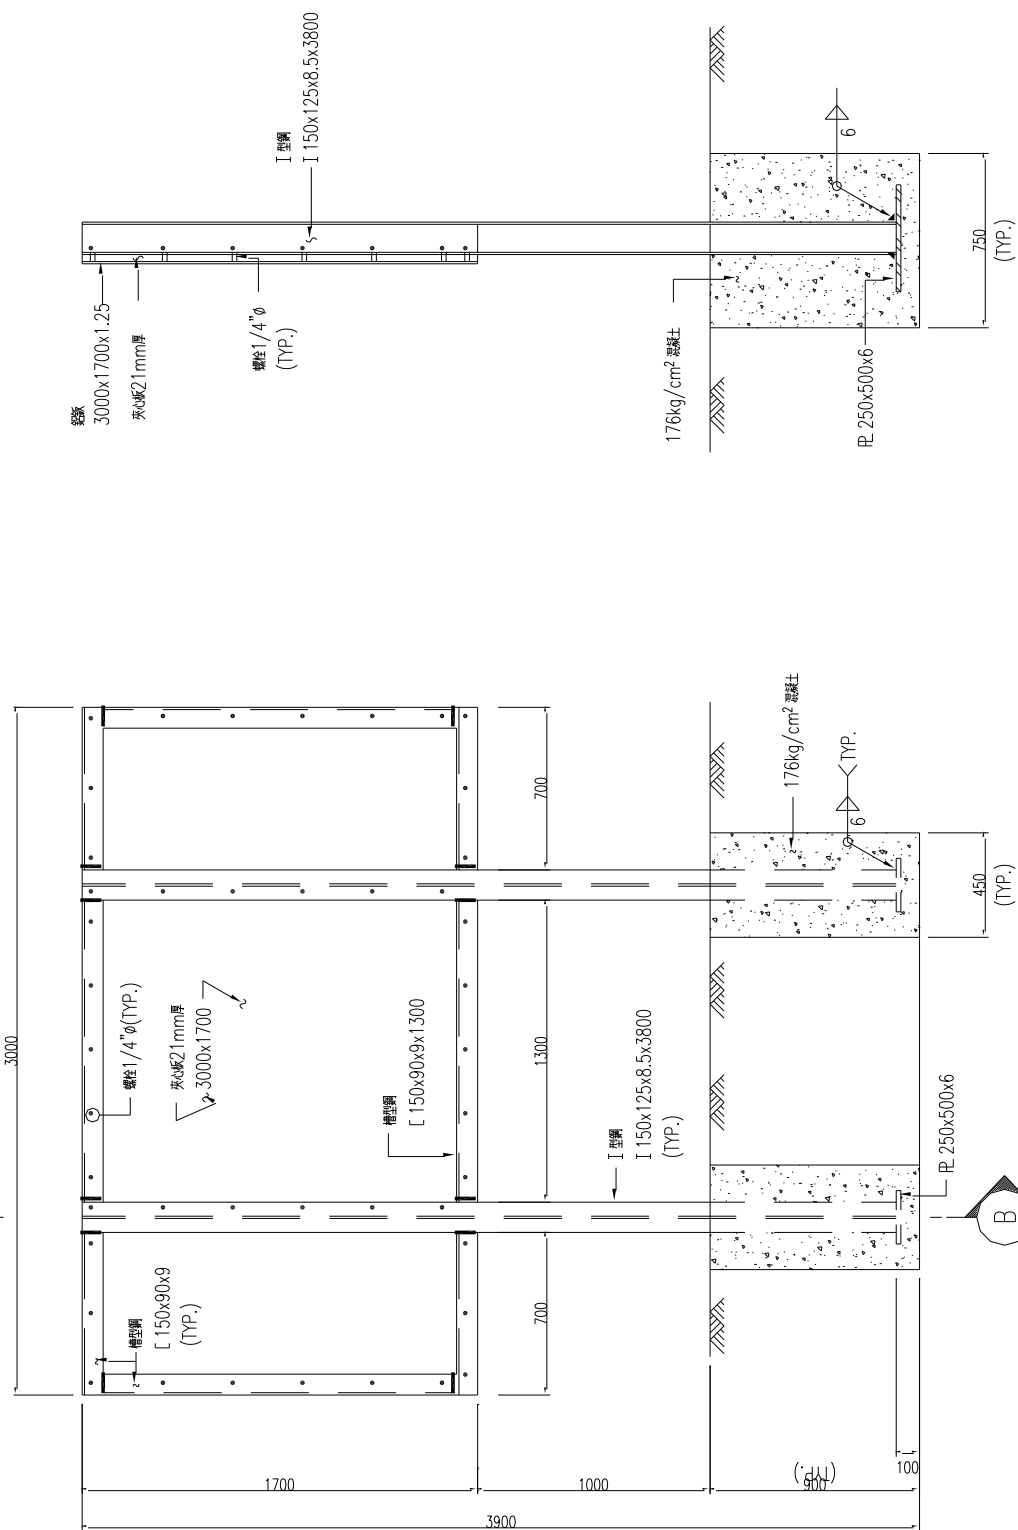 I 型鋼
I 150x125x8.5x3800
鋁鈑
3000x1700x1.25
夾心板21mm厚
螺栓1/4"ø
(TYP.)
176kg/cm² 混凝土
PL 250x500x6
6
750
(TYP.)
3000
700
1300
700
螺栓1/4"ø(TYP.)
夾心板21mm厚
3000x1700
槽型鋼
[ 150x90x9x1300
I 型鋼
I 150x125x8.5x3800
(TYP.)
槽型鋼
[ 150x90x9
(TYP.)
176kg/cm² 混凝土
6
TYP.
450
(TYP.)
PL 250x500x6
B
1700
1000
900
(TYP.)
100
3900